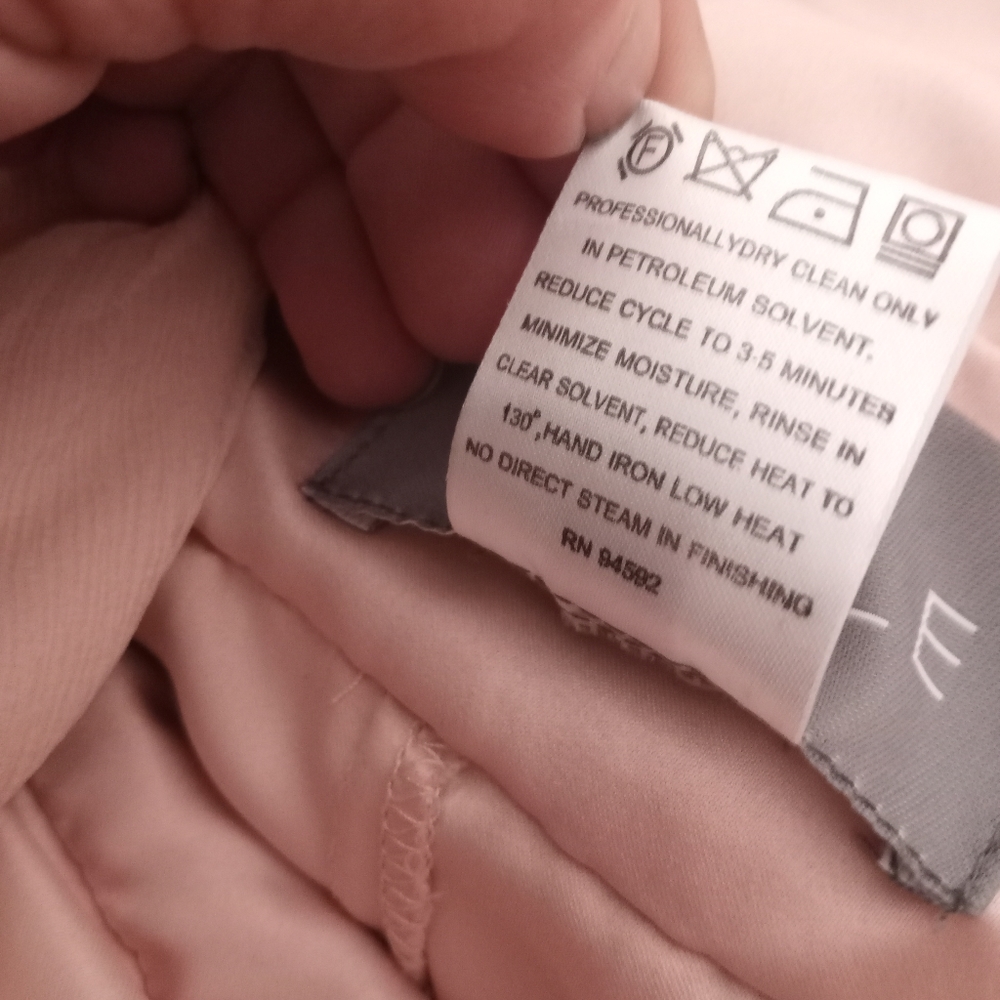 F
PROFESSIONALLYDRY CLEAN ONLY
IN PETROLEUM SOLVENT,
REDUCE CYCLE TO 3-5 MINUTES
MINIMIZE MOISTURE, RINSE IN
CLEAR SOLVENT, REDUCE HEAT TO
130°,HAND IRON LOW HEAT
NO DIRECT STEAM IN FINISHING
RN 94592
E